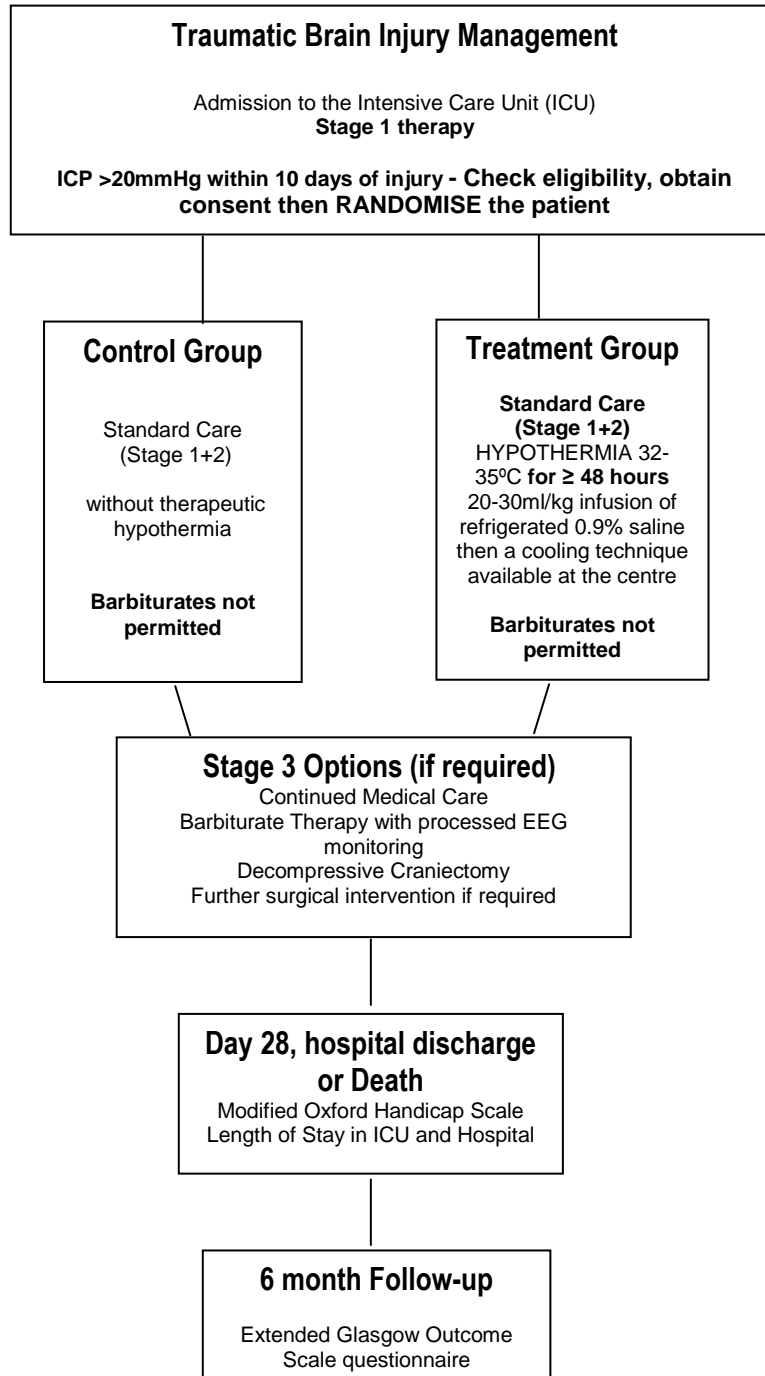 Traumatic Brain Injury Management
Admission to the Intensive Care Unit (ICU)
Stage 1 therapy
ICP >20mmHg within 10 days of injury - Check eligibility, obtain
consent then RANDOMISE the patient
Control Group
Standard Care
(Stage 1+2)
without therapeutic
hypothermia
Barbiturates not
permitted
Treatment Group
Standard Care
(Stage 1+2)
HYPOTHERMIA 32-
35ºC for ≥ 48 hours
20-30ml/kg infusion of
refrigerated 0.9% saline
then a cooling technique
available at the centre
Barbiturates not
permitted
Stage 3 Options (if required)
Continued Medical Care
Barbiturate Therapy with processed EEG
monitoring
Decompressive Craniectomy
Further surgical intervention if required
Day 28, hospital discharge
or Death
Modified Oxford Handicap Scale
Length of Stay in ICU and Hospital
6 month Follow-up
Extended Glasgow Outcome
Scale questionnaire